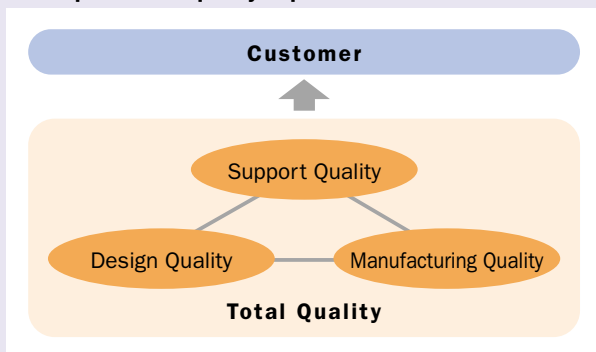 Customer
Support Quality
Design Quality
Manufacturing Quality
Total Quality